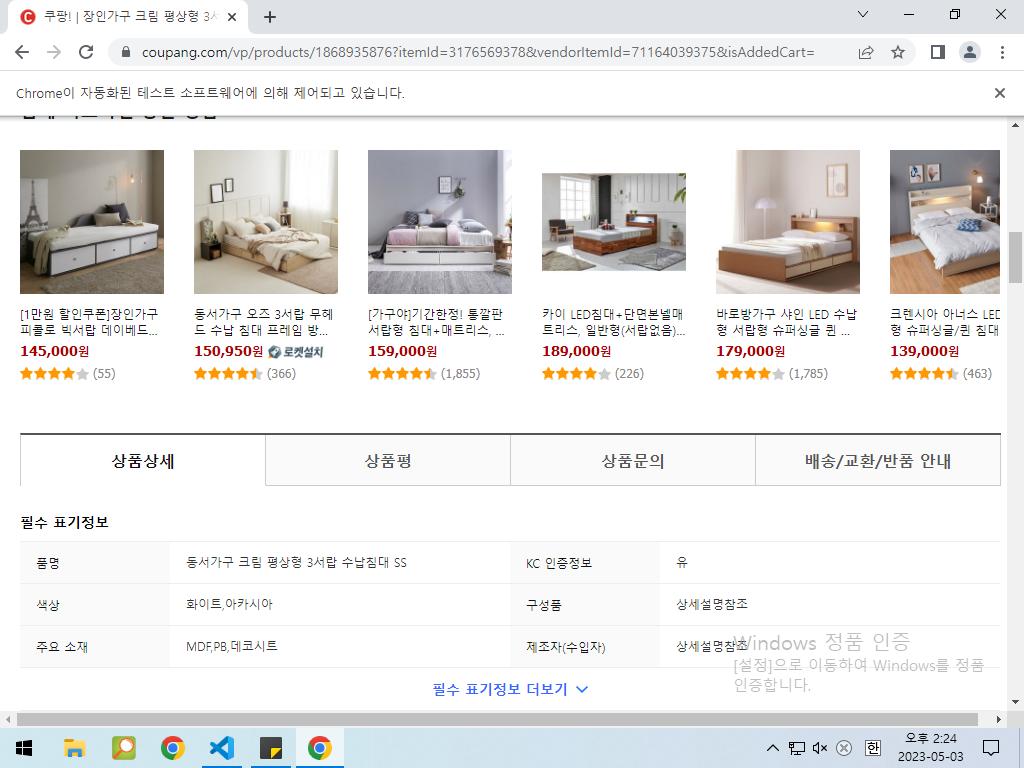 쿠팡! | 장인가구 크림 평상형 3서
coupang.com/vp/products/1868935876?itemId=3176569378&vendorItemId=71164039375&isAddedCart=
Chrome이 자동화된 테스트 소프트웨어에 의해 제어되고 있습니다.
[1만원 할인쿠폰]장인가구
피콜로 빅서랍 데이베드...
145,000원
(55)
동서가구 오즈 3서랍 무헤
드 수납 침대 프레임 방...
150,950원 로켓설치
(366)
[가구야]기간한정! 통깔판
서랍형 침대+매트리스, ...
159,000원
(1,855)
카이 LED침대+단면본넬매
트리스, 일반형(서랍없음)...
189,000원
(226)
바로방가구 샤인 LED 수납
형 서랍형 슈퍼싱글 퀸 ...
179,000원
(1,785)
크렌시아 아너스 LED
형 슈퍼싱글/퀸 침대
139,000원
(463)
상품상세
상품평
상품문의
배송/교환/반품 안내
필수 표기정보
품명 동서가구 크림 평상형 3서랍 수납침대 SS KC 인증정보 유
색상 화이트,아카시아 구성품 상세설명참조
주요 소재 MDF,PB,데코시트 제조자(수입자) 상세설명참조
필수 표기정보 더보기
Windows 정품 인증
[설정]으로 이동하여 Windows를 정품
인증합니다.
한
오후 2:24
2023-05-03